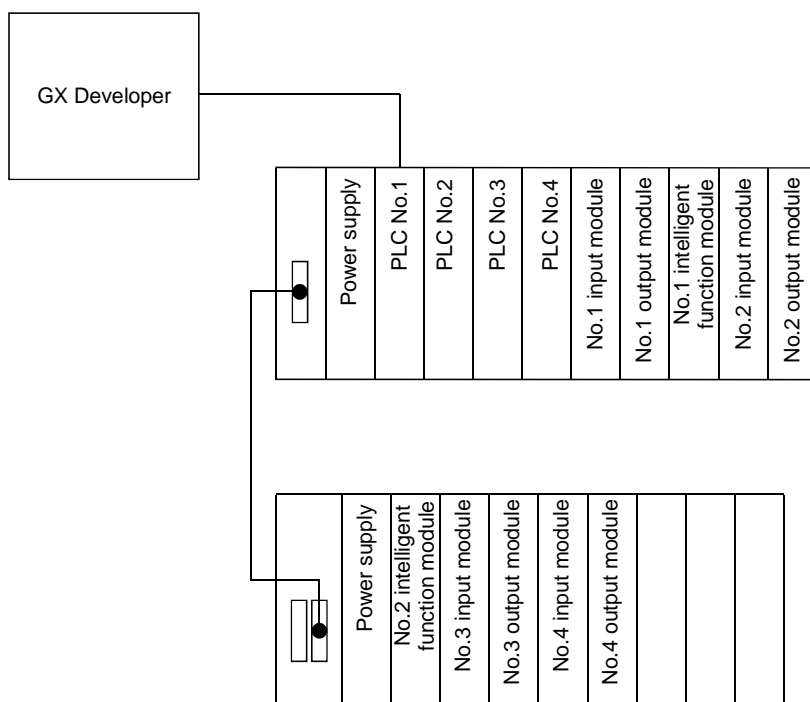 GX Developer
Power supply
PLC No.1
PLC No.2
PLC No.3
PLC No.4
No.1 input module
No.1 output module
No.1 intelligent
function module
No.2 input module
No.2 output module
Power supply
No.2 intelligent
function module
No.3 input module
No.3 output module
No.4 input module
No.4 output module